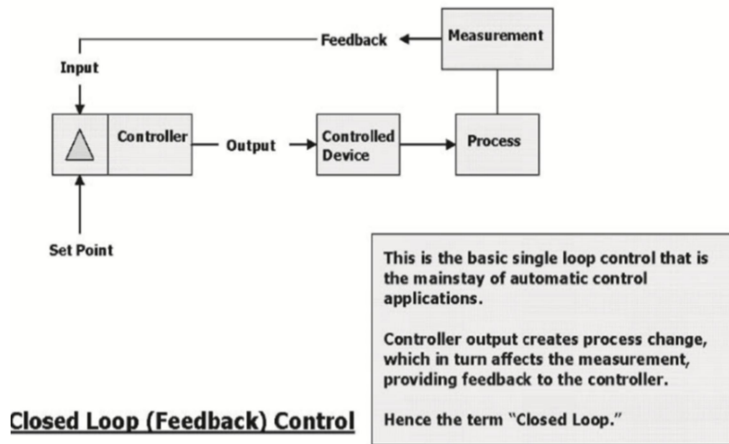 Measurement
Feedback
Input
Controller
Output
Controlled
Device
Process
Set Point
This is the basic single loop control that is
the mainstay of automatic control
applications.
Controller output creates process change,
which in turn affects the measurement,
providing feedback to the controller.
Hence the term “Closed Loop.”
Closed Loop (Feedback) Control